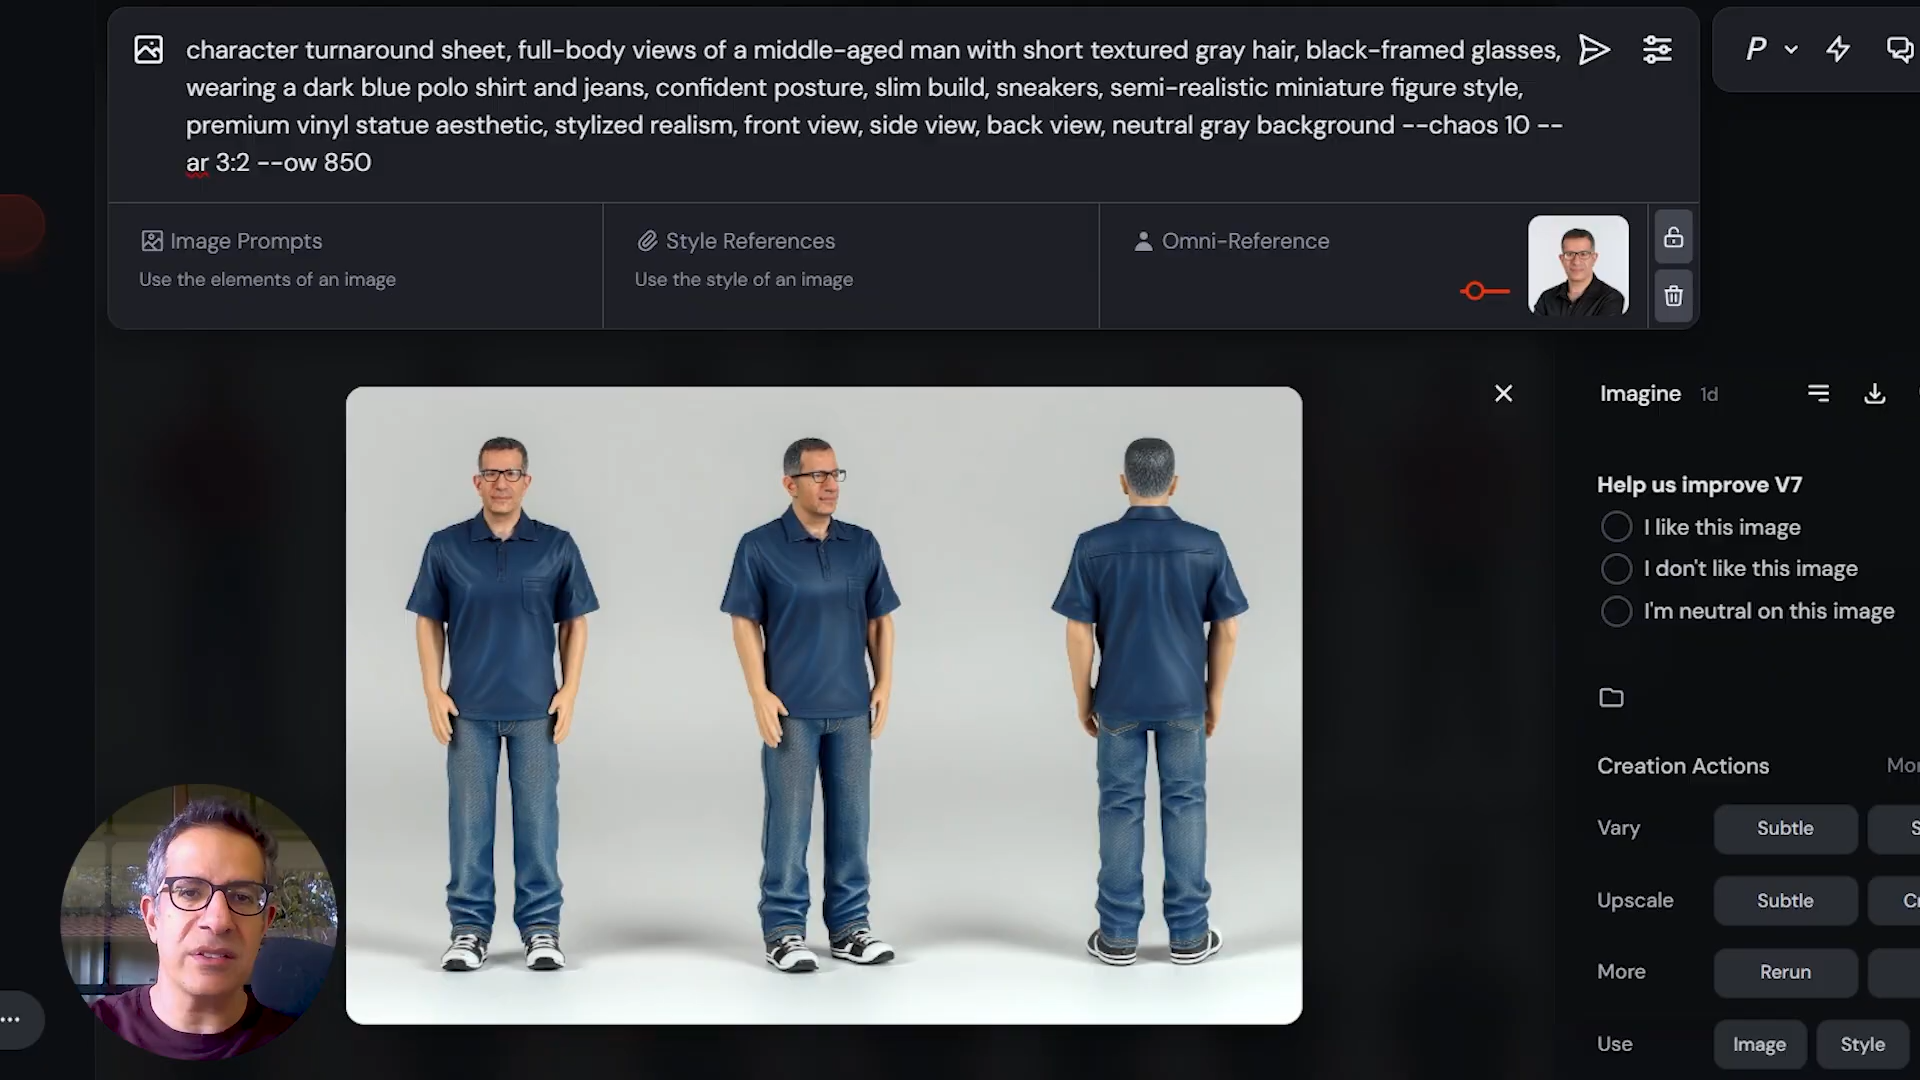 character turnaround sheet, full-body views of a middle-aged man with short textured gray hair, black-framed glasses,
wearing a dark blue polo shirt and jeans, confident posture, slim build, sneakers, semi-realistic miniature figure style,
premium vinyl statue aesthetic, stylized realism, front view, side view, back view, neutral gray background --chaos 10 --
ar 3:2 --ow 850
P
Image Prompts
Use the elements of an image
Style References
Use the style of an image
Omni-Reference
Imagine 1d
Help us improve V7
I like this image
I don't like this image
I'm neutral on this image
Creation Actions
Vary Subtle
Upscale Subtle
More Rerun
Use Image Style